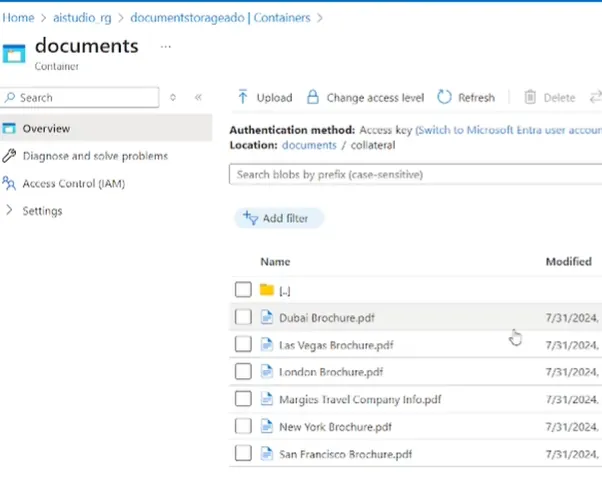 Home > aistudio_rg > documentstorageado | Containers >
documents ...
Container
Search
Upload Change access level Refresh Delete
Overview
Diagnose and solve problems
Access Control (IAM)
Settings
Authentication method: Access key (Switch to Microsoft Entra user accoun
Location: documents / collateral
Search blobs by prefix (case-sensitive)
Add filter
Name Modified
[..]
Dubai Brochure.pdf 7/31/2024,
Las Vegas Brochure.pdf 7/31/2024,
London Brochure.pdf 7/31/2024,
Margies Travel Company Info.pdf 7/31/2024,
New York Brochure.pdf 7/31/2024,
San Francisco Brochure.pdf 7/31/2024,